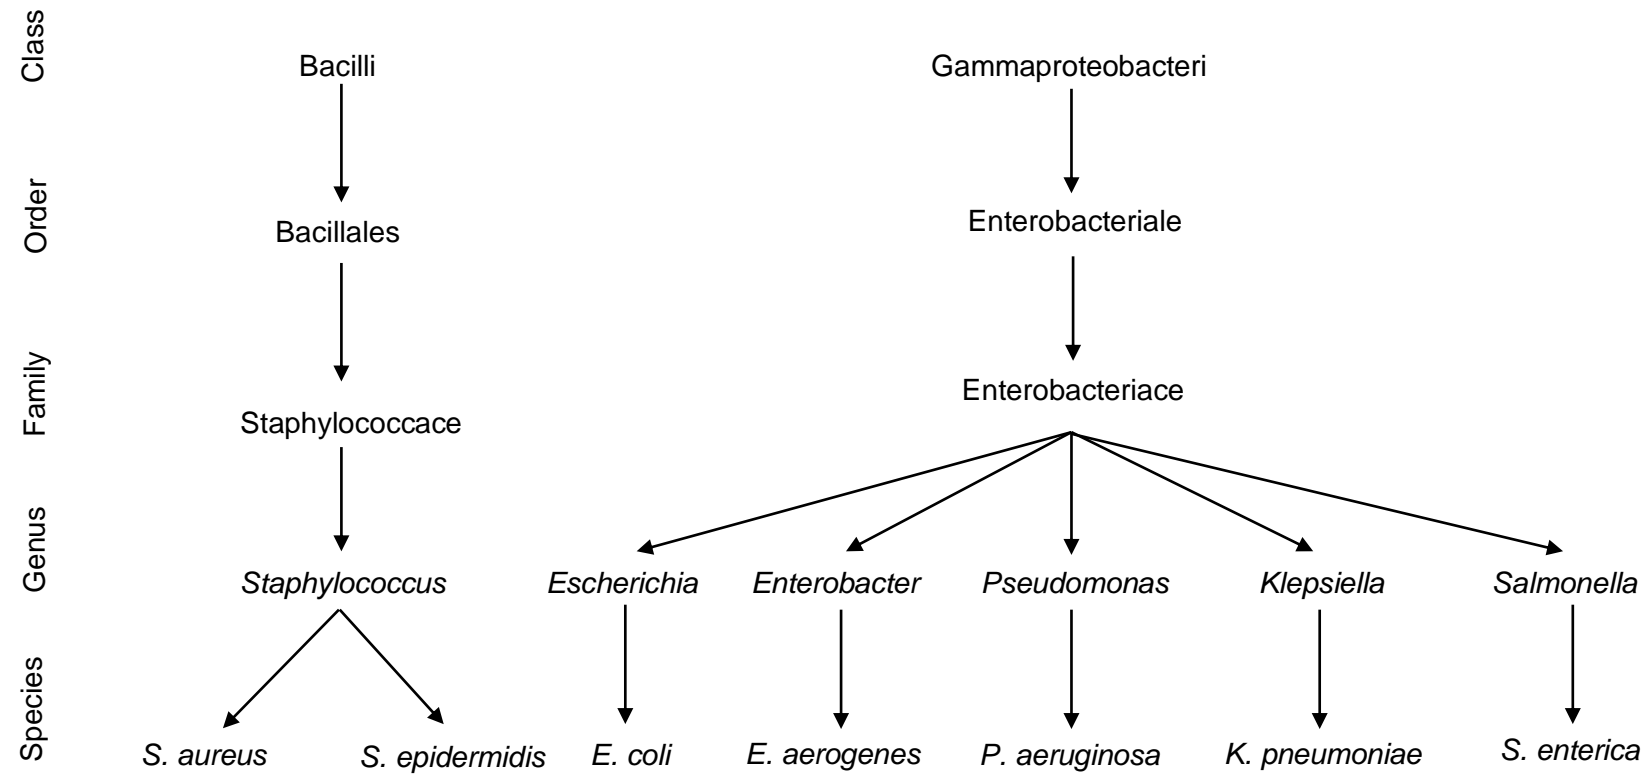 Class
Bacilli
Gammaproteobacteri
Order
Bacillales
Enterobacteriale
Family
Staphylococcace
Enterobacteriace
Genus
Staphylococcus
Escherichia
Enterobacter
Pseudomonas
Klepsiella
Salmonella
Species
S. aureus
S. epidermidis
E. coli
E. aerogenes
P. aeruginosa
K. pneumoniae
S. enterica